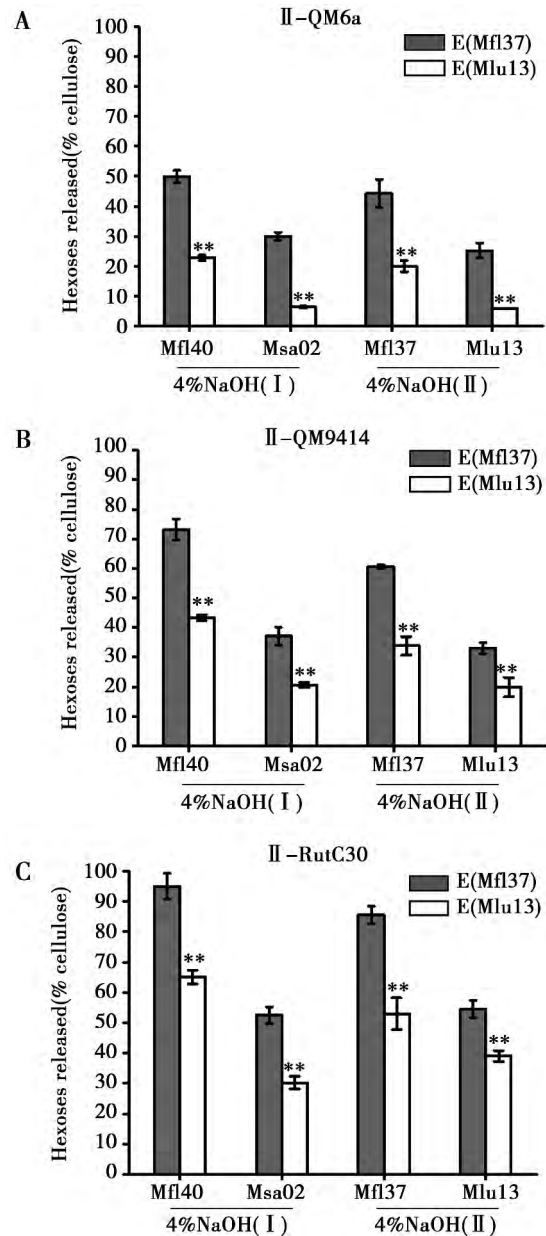 A
Ⅱ-QM6a
E(Mfl37)
E(Mlu13)
Hexoses released(% cellulose)
100
90
80
70
60
50
40
30
20
10
0
** ** ** **
Mfl40 Msa02 Mfl37 Mlu13
4%NaOH(Ⅰ) 4%NaOH(Ⅱ)
B
Ⅱ-QM9414
E(Mfl37)
E(Mlu13)
Hexoses released(% cellulose)
100
90
80
70
60
50
40
30
20
10
0
** ** ** **
Mfl40 Msa02 Mfl37 Mlu13
4%NaOH(Ⅰ) 4%NaOH(Ⅱ)
C
Ⅱ-RutC30
E(Mfl37)
E(Mlu13)
Hexoses released(% cellulose)
100
90
80
70
60
50
40
30
20
10
0
** ** ** **
Mfl40 Msa02 Mfl37 Mlu13
4%NaOH(Ⅰ) 4%NaOH(Ⅱ)